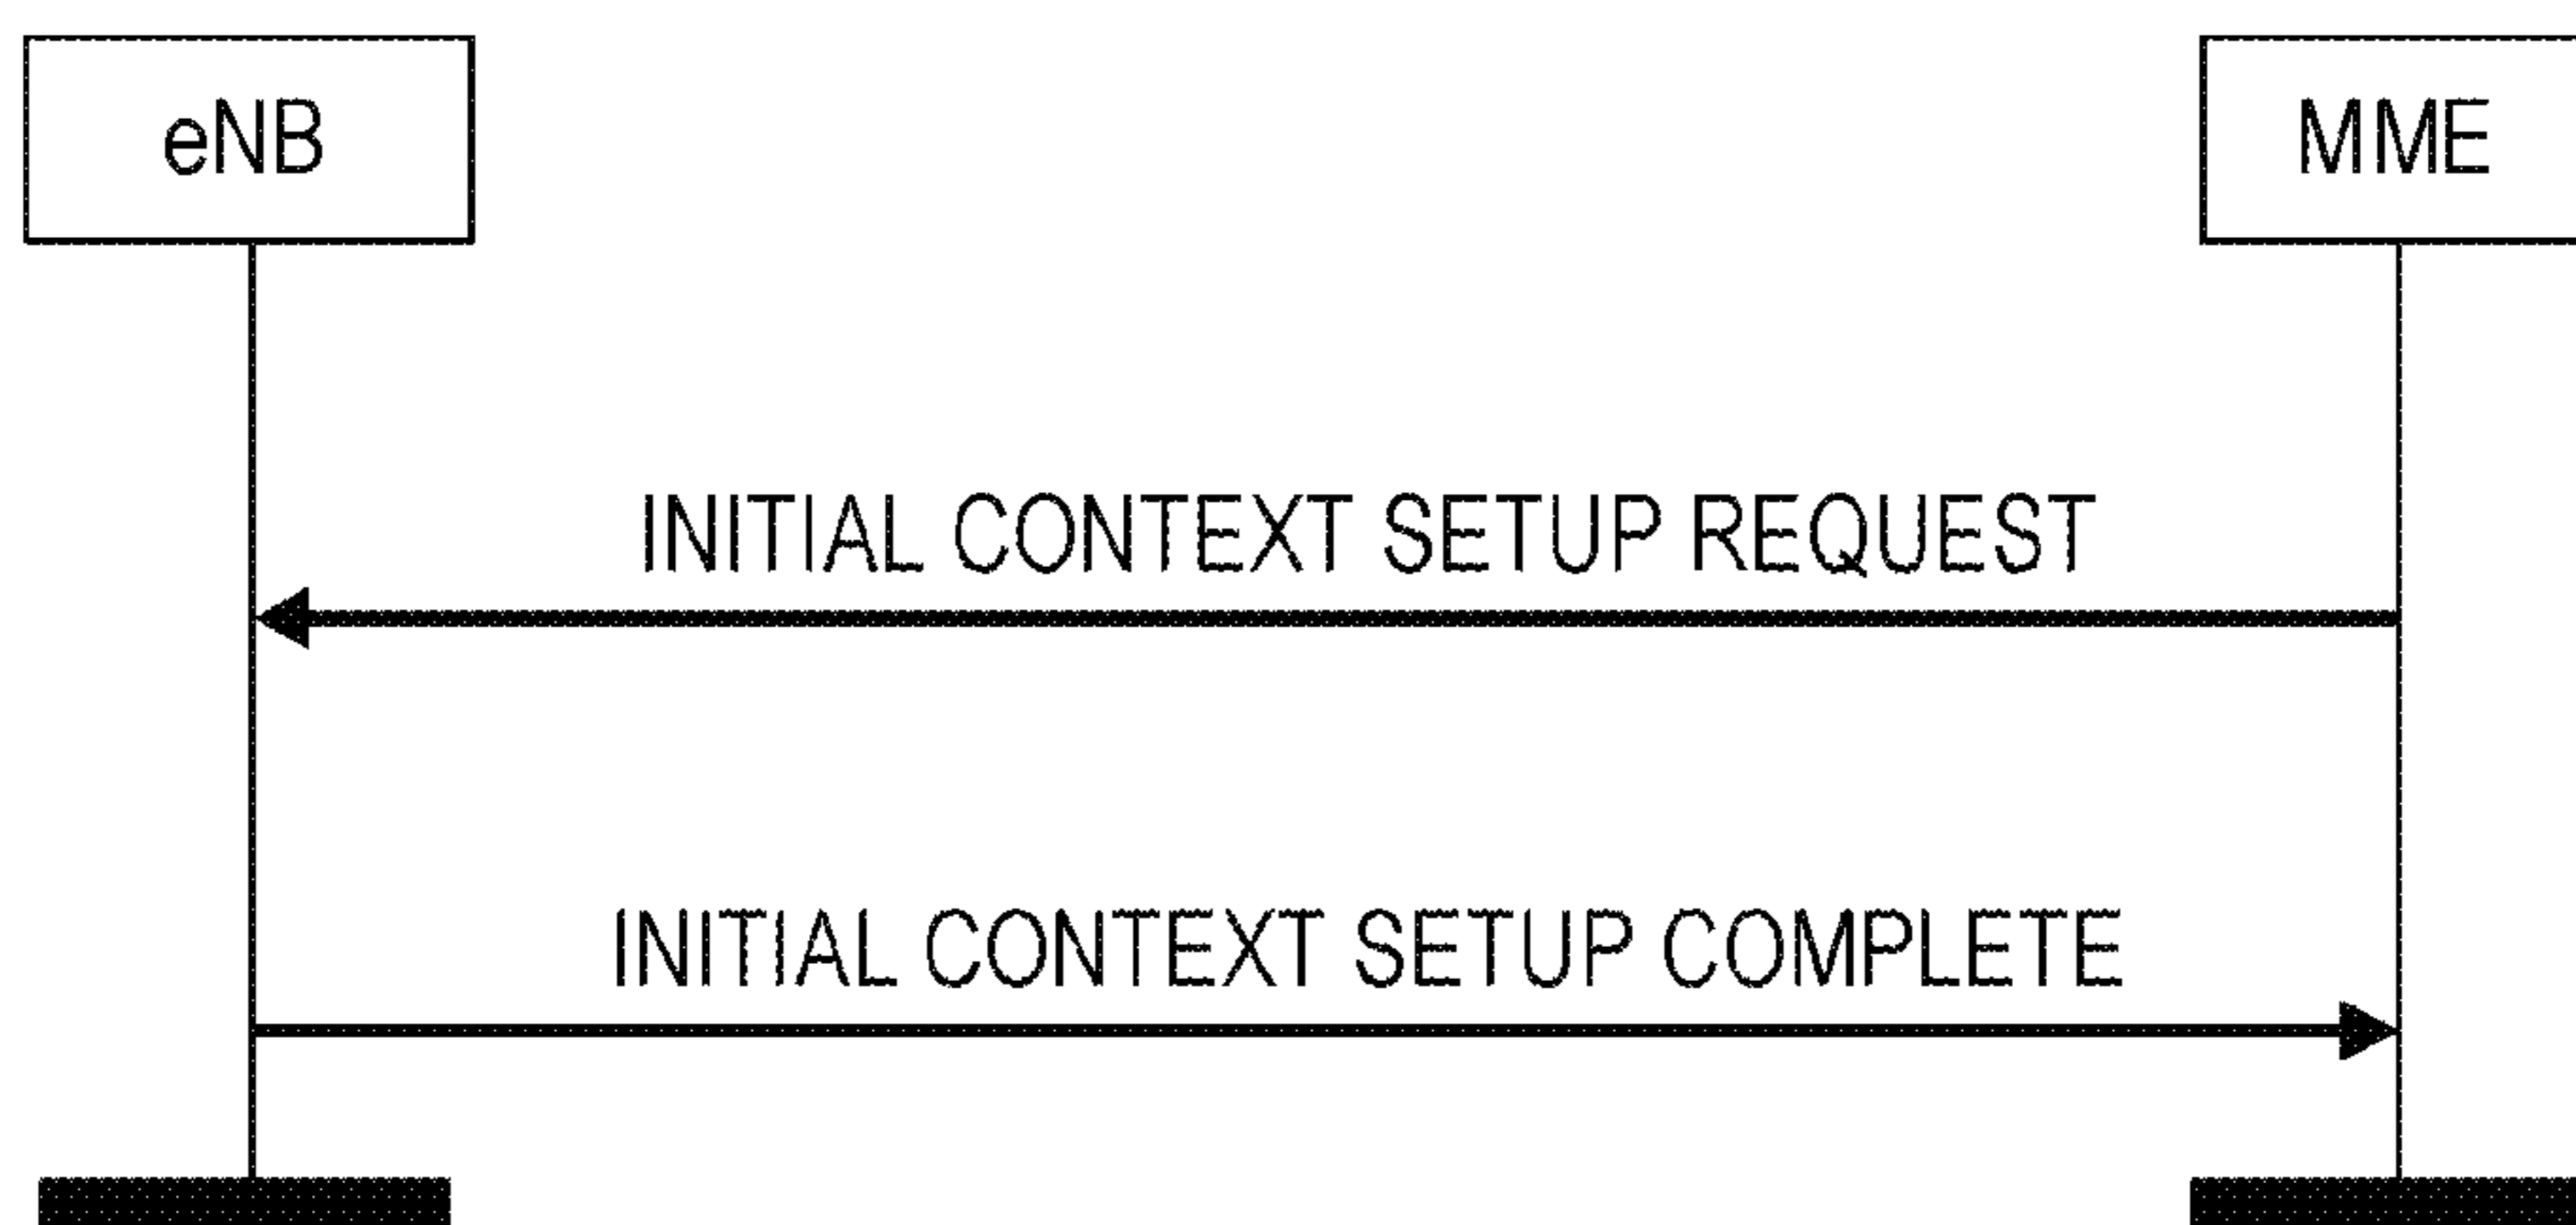 eNB
MME
INITIAL CONTEXT SETUP REQUEST
INITIAL CONTEXT SETUP COMPLETE